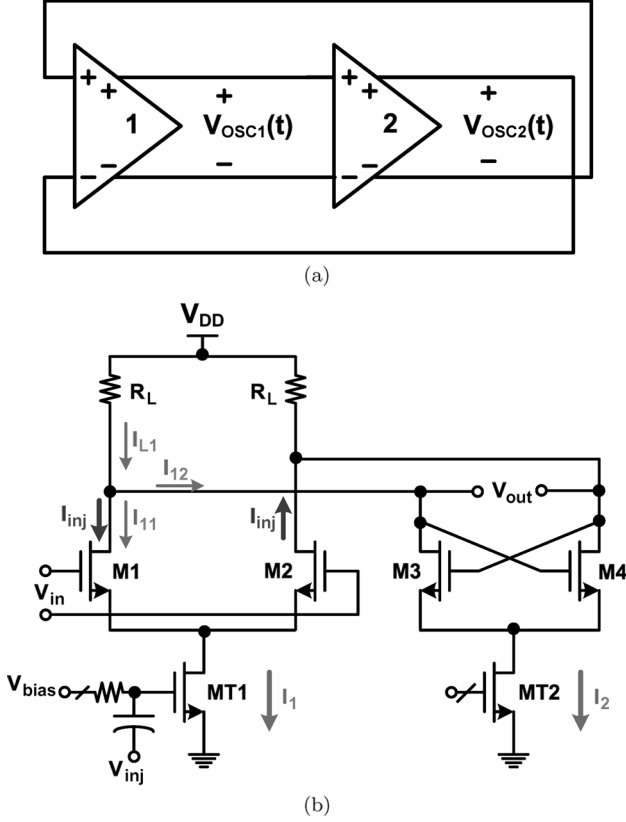 + + + + + +
1 V_OSC1(t) 2 V_OSC2(t)
− − − − − −
(a)
V_DD
R_L R_L
I_L1
I_12
V_out
I_inj I_11 I_inj
M1 M2 M3 M4
V_in
V_bias MT1 I_1 MT2 I_2
V_inj
(b)